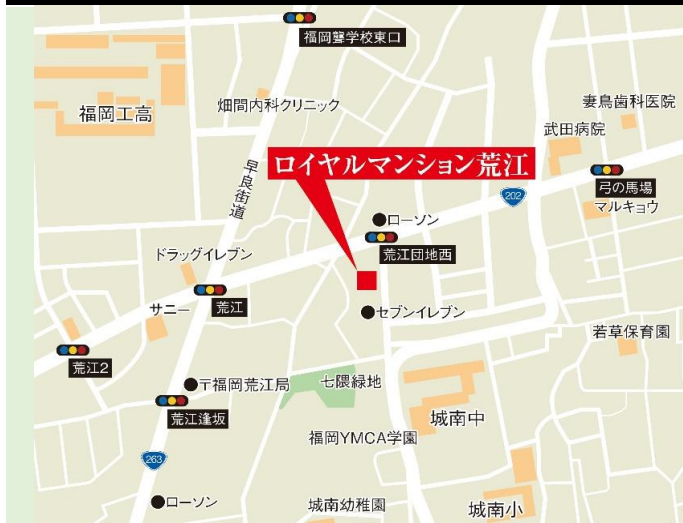 福岡聾学校東口
福岡工高
畑間内科クリニック
妻鳥歯科医院
武田病院
早良街道
ロイヤルマンション荒江
弓の馬場
マルキョウ
202
ローソン
荒江団地西
ドラッグイレブン
サニー
荒江
セブンイレブン
若草保育園
荒江2
〒福岡荒江局
七隈緑地
荒江逢坂
城南中
福岡YMCA学園
263
ローソン
城南幼稚園
城南小